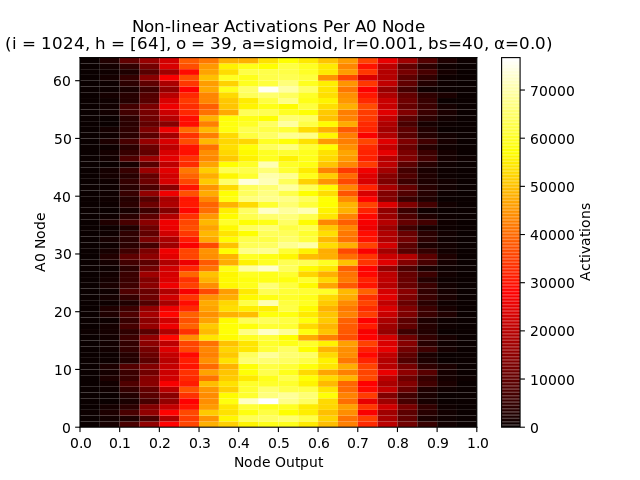 Non-linear Activations Per A0 Node
(i = 1024, h = [64], o = 39, a=sigmoid, lr=0.001, bs=40, α=0.0)
A0 Node
60
50
40
30
20
10
0
0.0 0.1 0.2 0.3 0.4 0.5 0.6 0.7 0.8 0.9 1.0
Node Output
70000
60000
50000
40000
30000
20000
10000
0
Activations